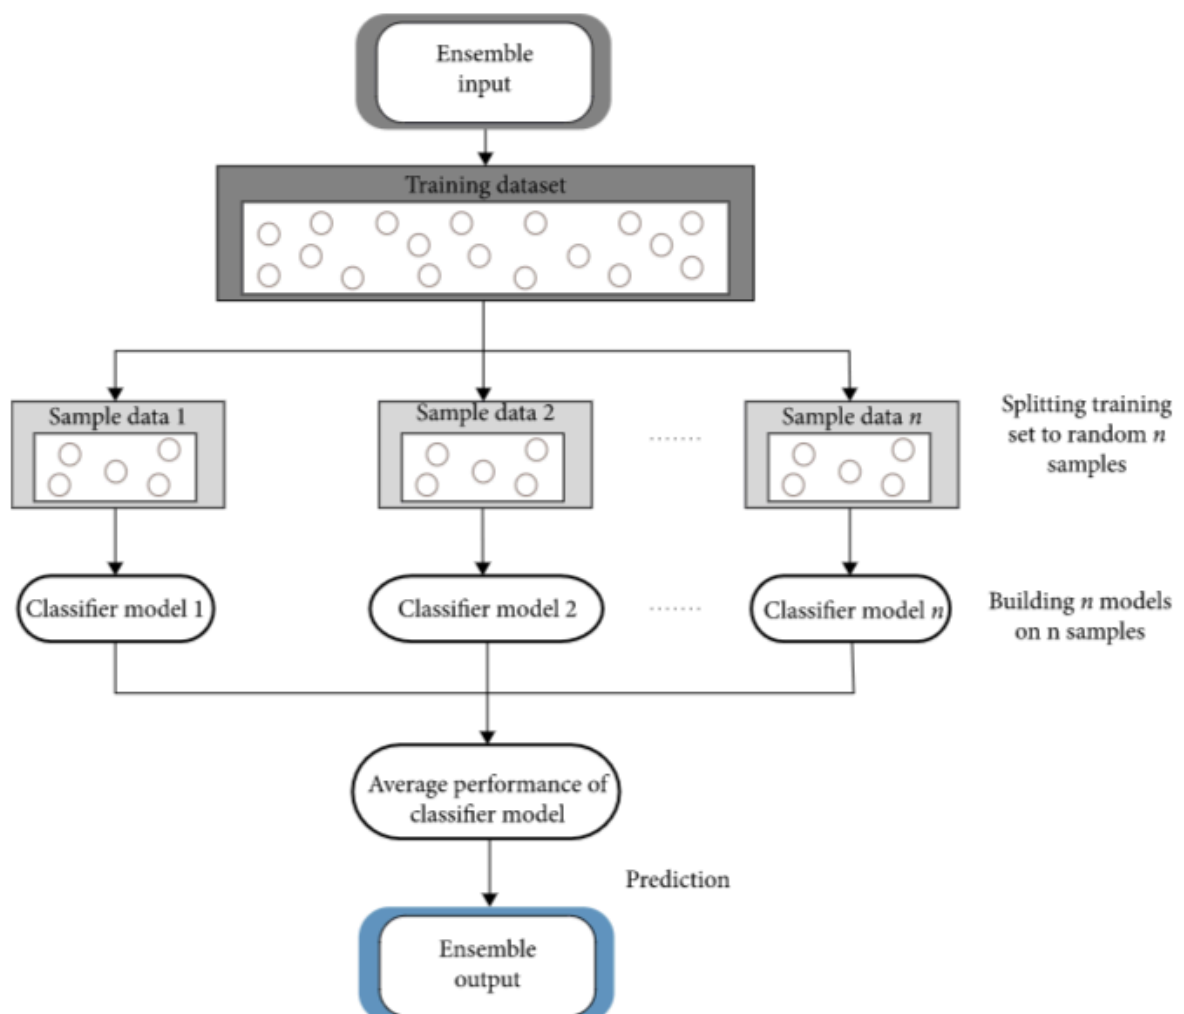 Ensemble
input
Training dataset
Sample data 1
Sample data 2
.......
Sample data n
Splitting training
set to random n
samples
Classifier model 1
Classifier model 2
.......
Classifier model n
Building n models
on n samples
Average performance of
classifier model
Prediction
Ensemble
output